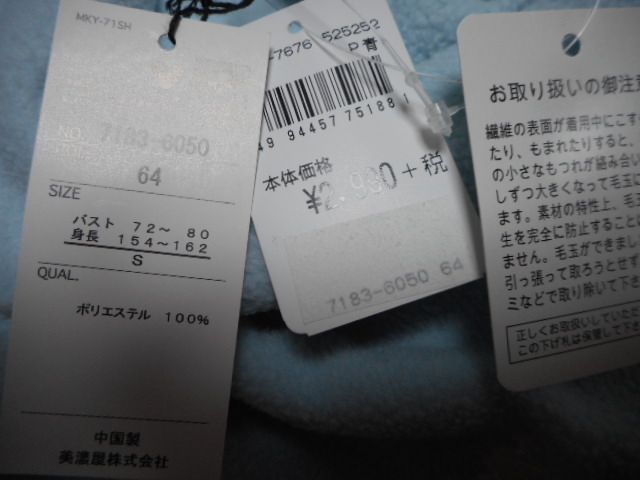 MKY-71SH
NO. 7183-6050
64
SIZE
バスト 72~ 80
身長 154~162
S
QUAL.
ポリエステル 100%
中国製
美濃屋株式会社
-7676 525252
P青
49 94457 75188 1
本体価格
¥2,990+税
7183-6050 64
お取り扱いの御注意
繊維の表面が着用中にこす
たり、もまれたりすると、
の小さなもつれが絡み合い
しずつ大きくなって毛玉に
ます。素材の特性上、毛玉
生を完全に防止すること
ません。毛玉ができまし
引っ張って取ろうとせず
ミなどで取り除いて下さ
正しくお取扱いしていただ
この下げ札は保管して下さ